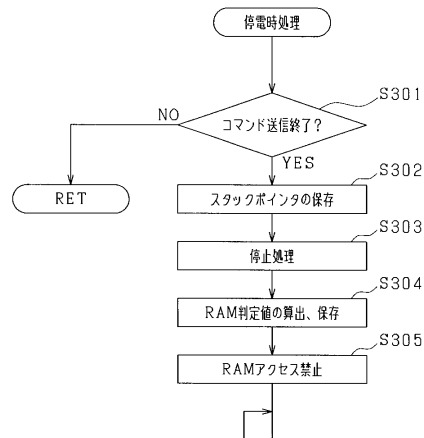 停電時処理
S301
コマンド送信終了？
NO
YES
RET
S302
スタックポインタの保存
S303
停止処理
S304
RAM判定値の算出、保存
S305
RAMアクセス禁止